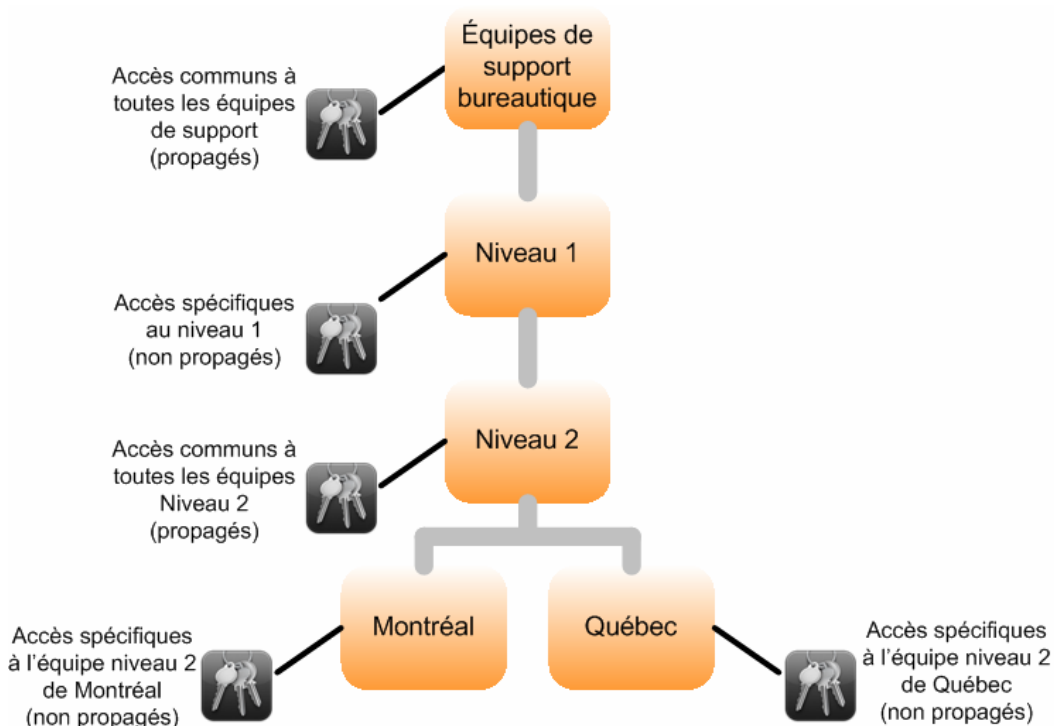 Équipes de
support
bureautique
Accès communs à
toutes les équipes
de support
(propagés)
Niveau 1
Accès spécifiques
au niveau 1
(non propagés)
Niveau 2
Accès communs à
toutes les équipes
Niveau 2
(propagés)
Montréal
Québec
Accès spécifiques
à l’équipe niveau 2
de Montréal
(non propagés)
Accès spécifiques
à l’équipe niveau 2
de Québec
(non propagés)